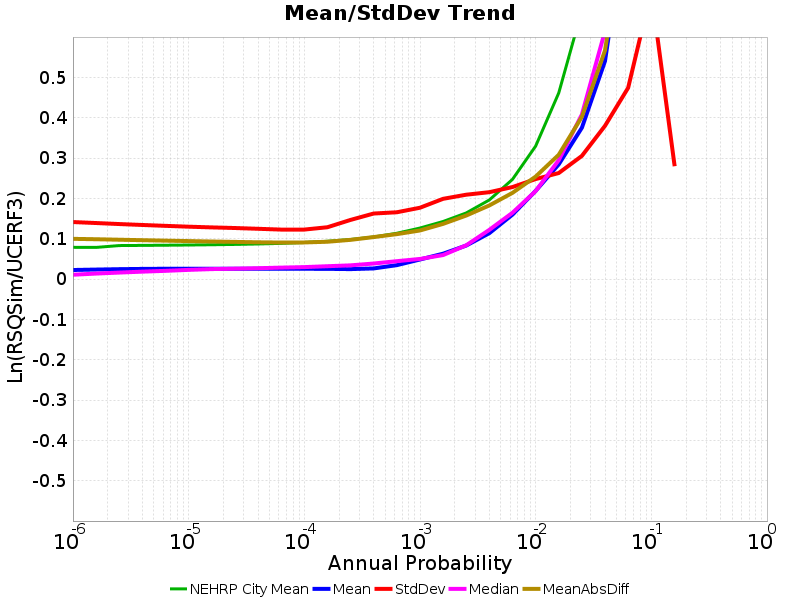 Mean/StdDev Trend
Ln(RSQSim/UCERF3)
0.5
0.4
0.3
0.2
0.1
0
-0.1
-0.2
-0.3
-0.4
-0.5
10^-6 10^-5 10^-4 10^-3 10^-2 10^-1 10^0
Annual Probability
NEHRP City Mean Mean StdDev Median MeanAbsDiff